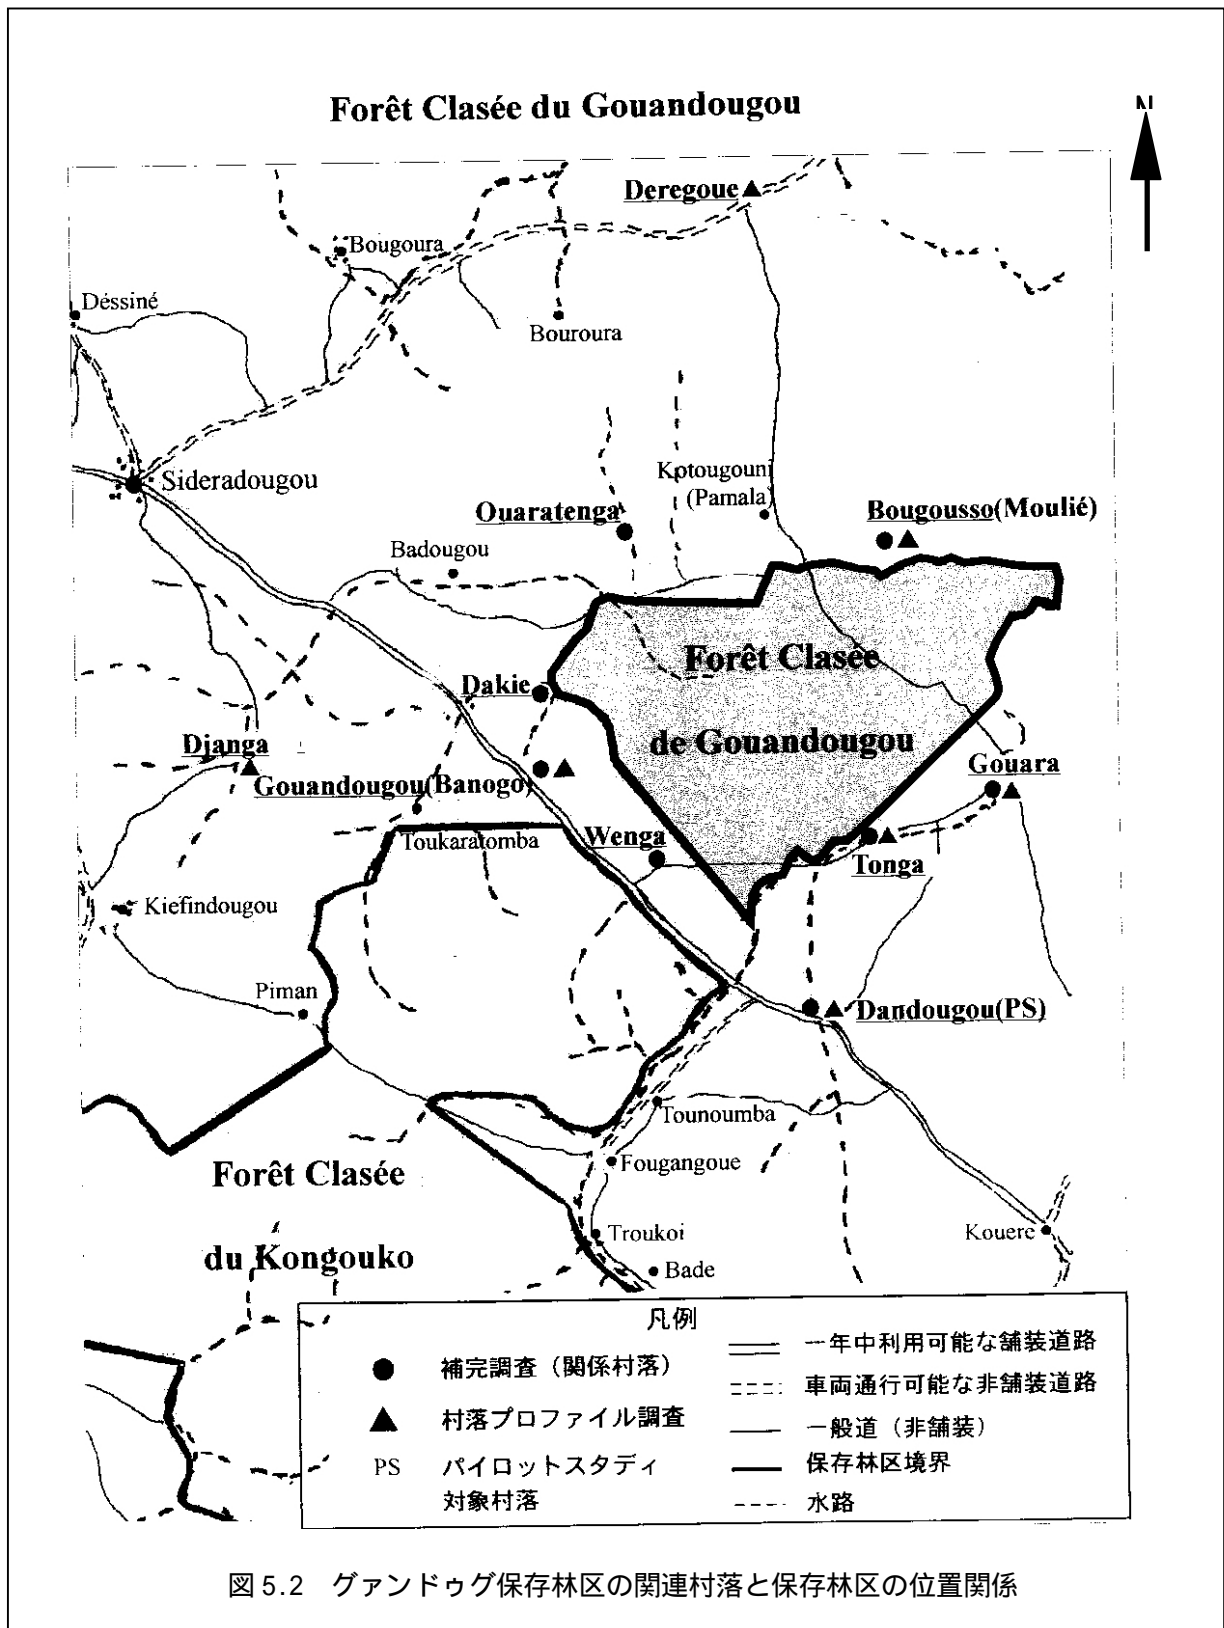 Forêt Clasée du Gouandougou
N
Deregoue
Bougoura
Déssiné
Bouroura
Sideradougou
Kotougouni
(Pamala)
Ouaratenga
Bougousso(Moulié)
Badougou
Forêt Clasée
de Gouandougou
Dakie
Djanga
Gouandougou(Banogo)
Gouara
Toukaratomba
Wenga
Tonga
Kiefindougou
Piman
Dandougou(PS)
Tounoumba
Fougangoue
Forêt Clasée
du Kongouko
Troukoi
Kouere
Bade
凡例
補完調査（関係村落）
村落プロファイル調査
PS パイロットスタディ
対象村落
一年中利用可能な舗装道路
車両通行可能な非舗装道路
一般道（非舗装）
保存林区境界
水路
図 5.2 グァンドゥグ保存林区の関連村落と保存林区の位置関係